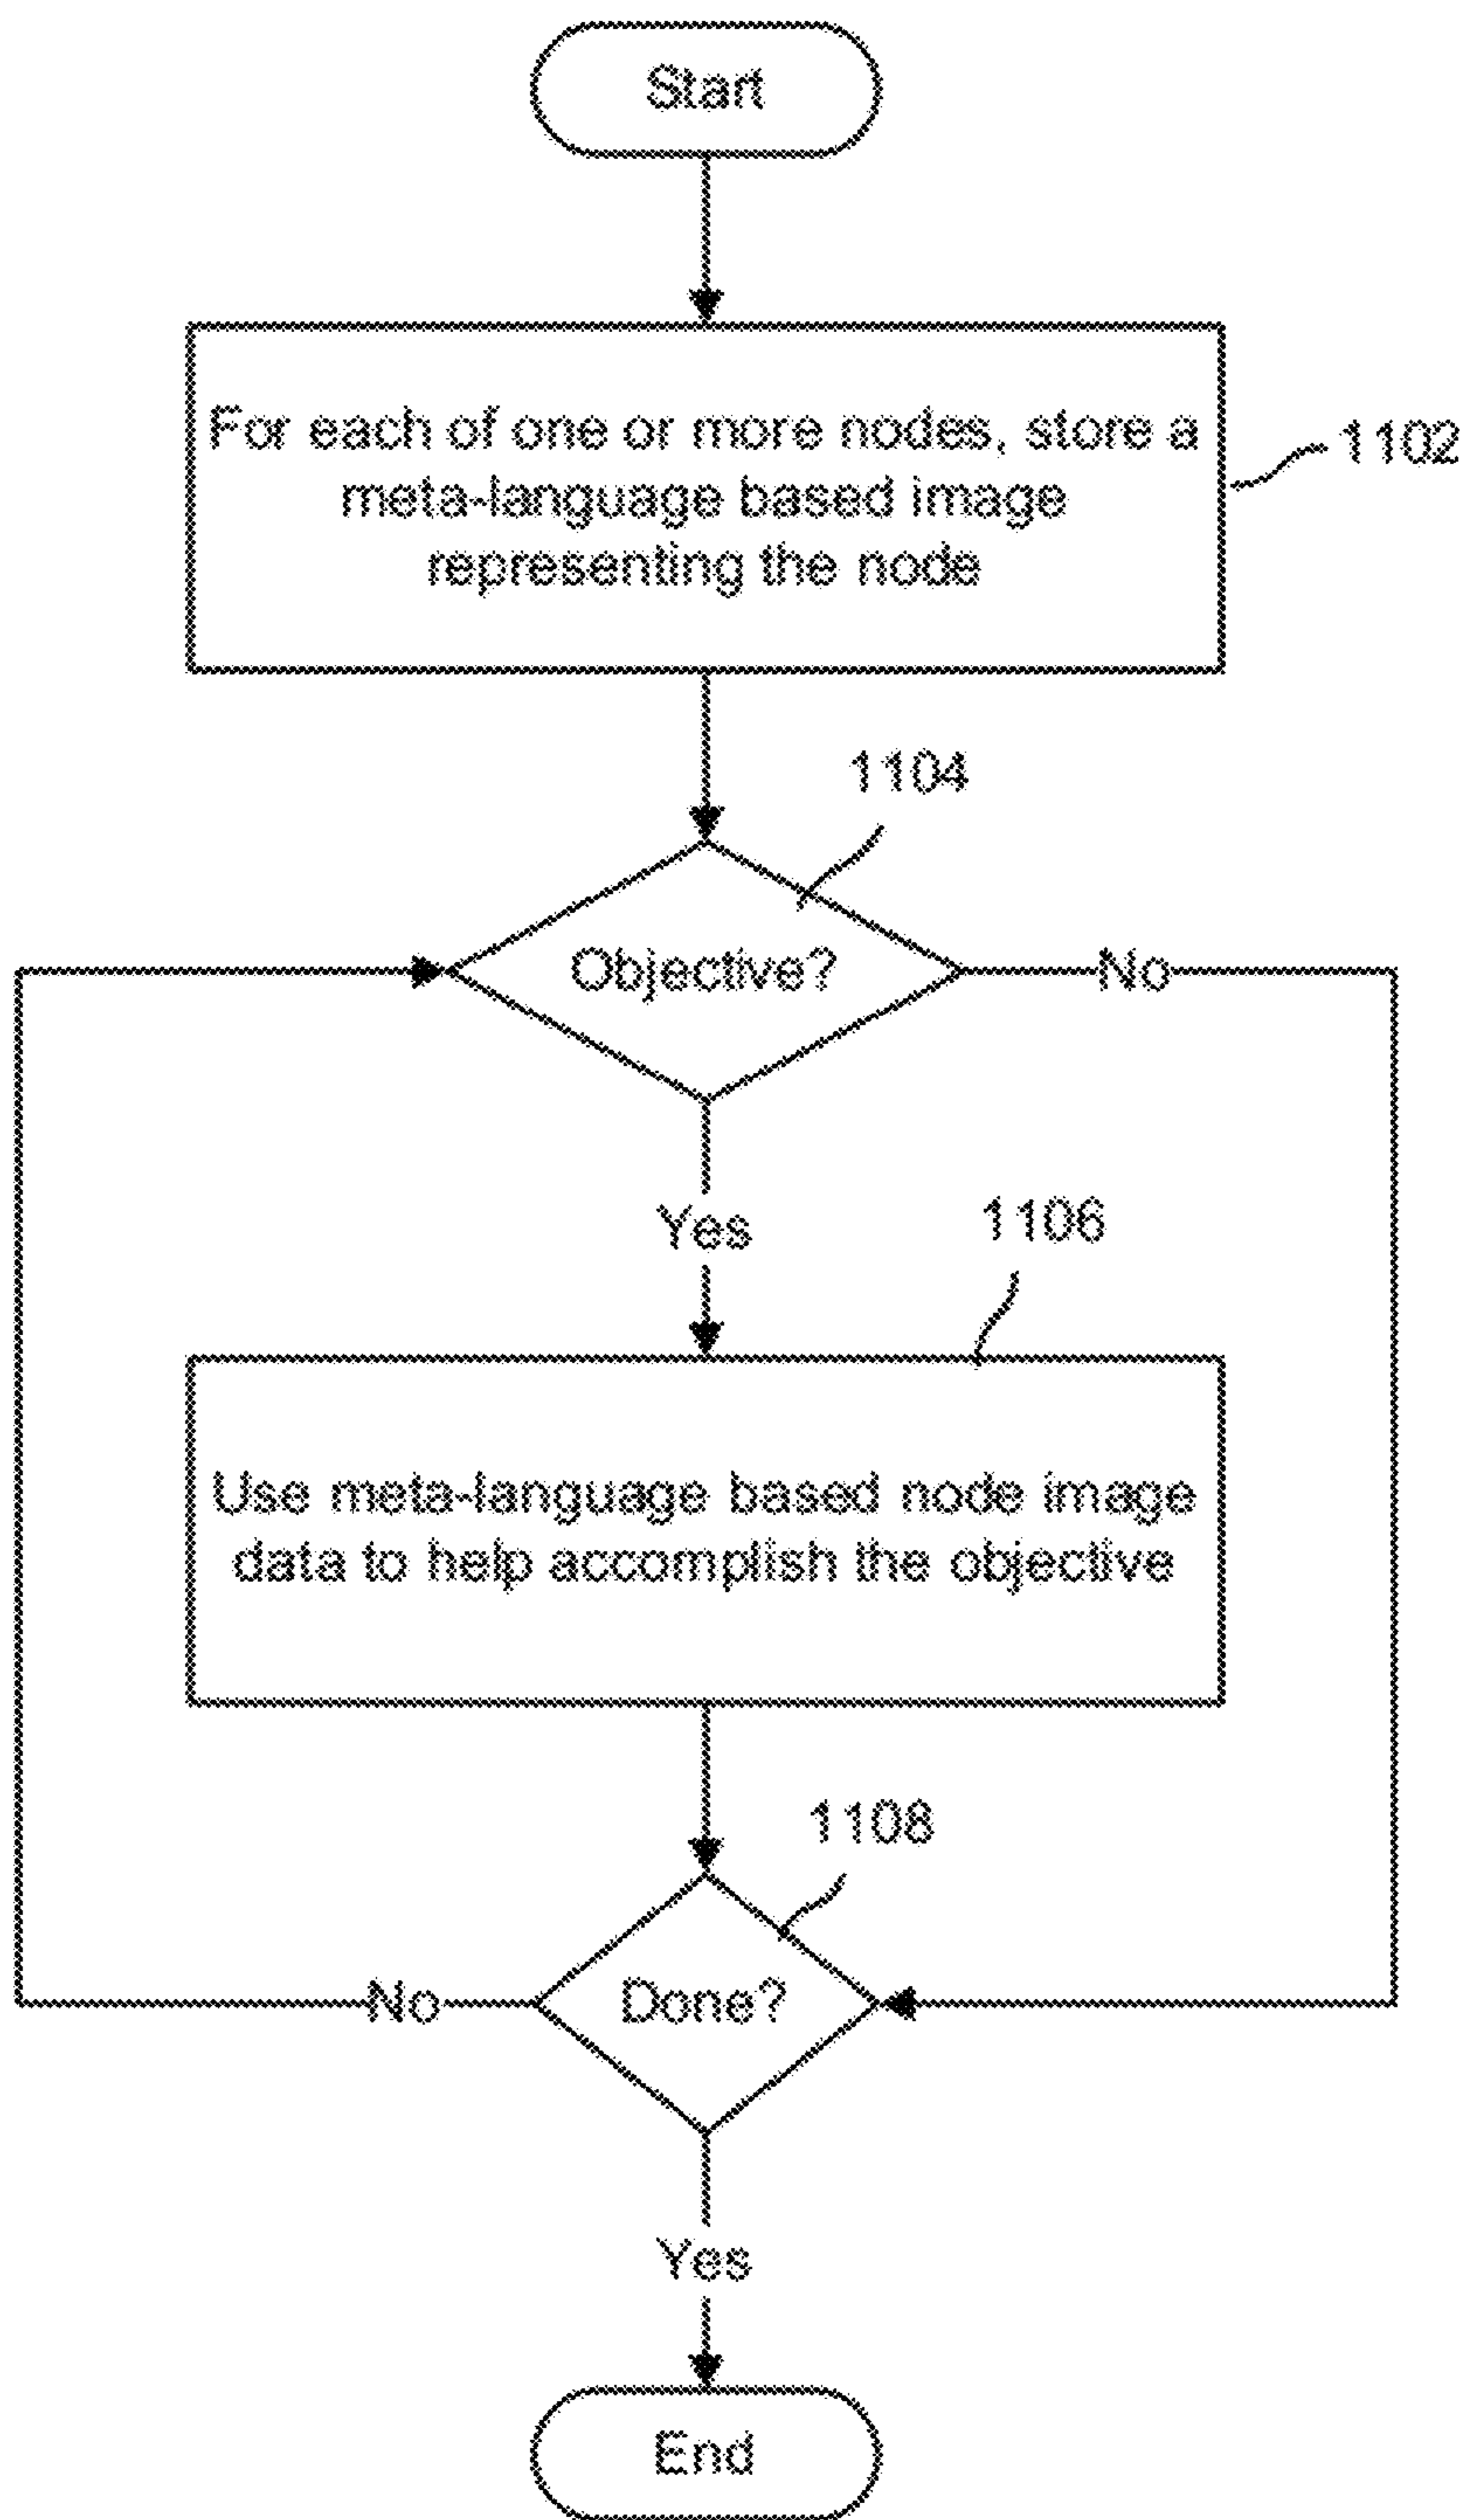 Start
For each of one or more nodes, store a
meta-language based image
representing the node
1102
1104
Objective?
No
Yes
1106
Use meta-language based node image
data to help accomplish the objective
1108
Done?
No
Yes
End